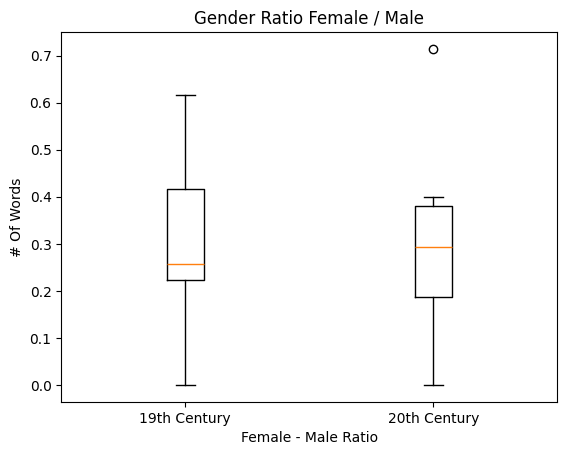 Gender Ratio Female / Male
# Of Words
0.7
0.6
0.5
0.4
0.3
0.2
0.1
0.0
19th Century
20th Century
Female - Male Ratio